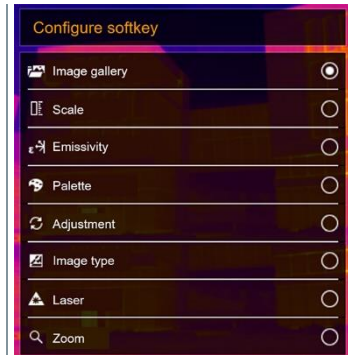 Configure softkey
Image gallery
Scale
Emissivity
Palette
Adjustment
Image type
Laser
Zoom